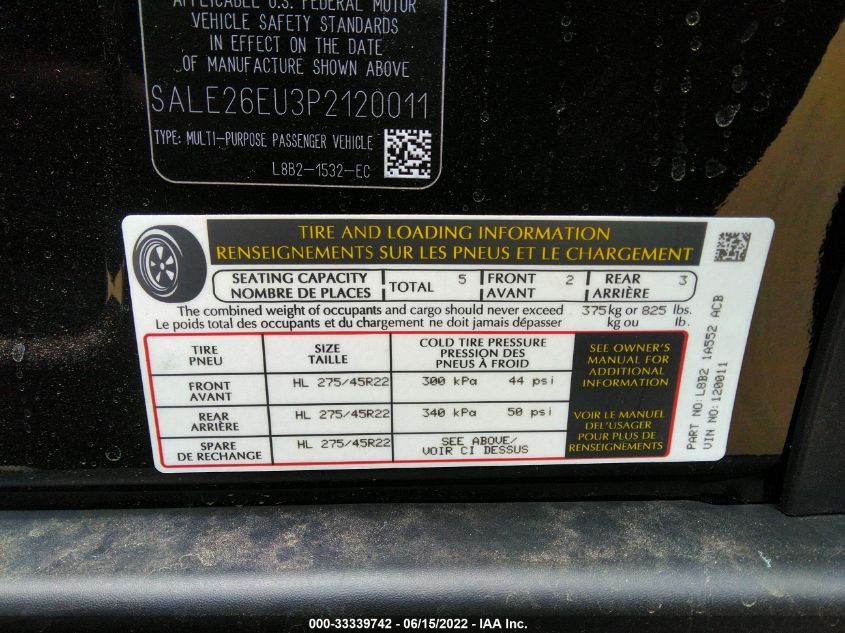 APPLICABLE U.S. FEDERAL MOTOR
VEHICLE SAFETY STANDARDS
IN EFFECT ON THE DATE
OF MANUFACTURE SHOWN ABOVE
SALE26EU3P2120011
TYPE: MULTI-PURPOSE PASSENGER VEHICLE
L8B2-1532-EC
TIRE AND LOADING INFORMATION
RENSEIGNEMENTS SUR LES PNEUS ET LE CHARGEMENT
SEATING CAPACITY TOTAL 5 FRONT 2 REAR 3
NOMBRE DE PLACES AVANT ARRIÈRE
The combined weight of occupants and cargo should never exceed 375 kg or 825 lbs.
Le poids total des occupants et du chargement ne doit jamais dépasser kg ou lb.
TIRE
PNEU
SIZE
TAILLE
COLD TIRE PRESSURE
PRESSION DES
PNEUS À FROID
FRONT
AVANT
HL 275/45R22 300 kPa 44 psi
REAR
ARRIÈRE
HL 275/45R22 340 kPa 50 psi
SPARE
DE RECHANGE
HL 275/45R22
SEE ABOVE/
VOIR CI DESSUS
SEE OWNER'S
MANUAL FOR
ADDITIONAL
INFORMATION
VOIR LE MANUEL
DEL'USAGER
POUR PLUS DE
RENSEIGNEMENTS
PART NO:L8B2 1A552 ACB
VIN NO:120011
000-33339742 - 06/15/2022 - IAA Inc.